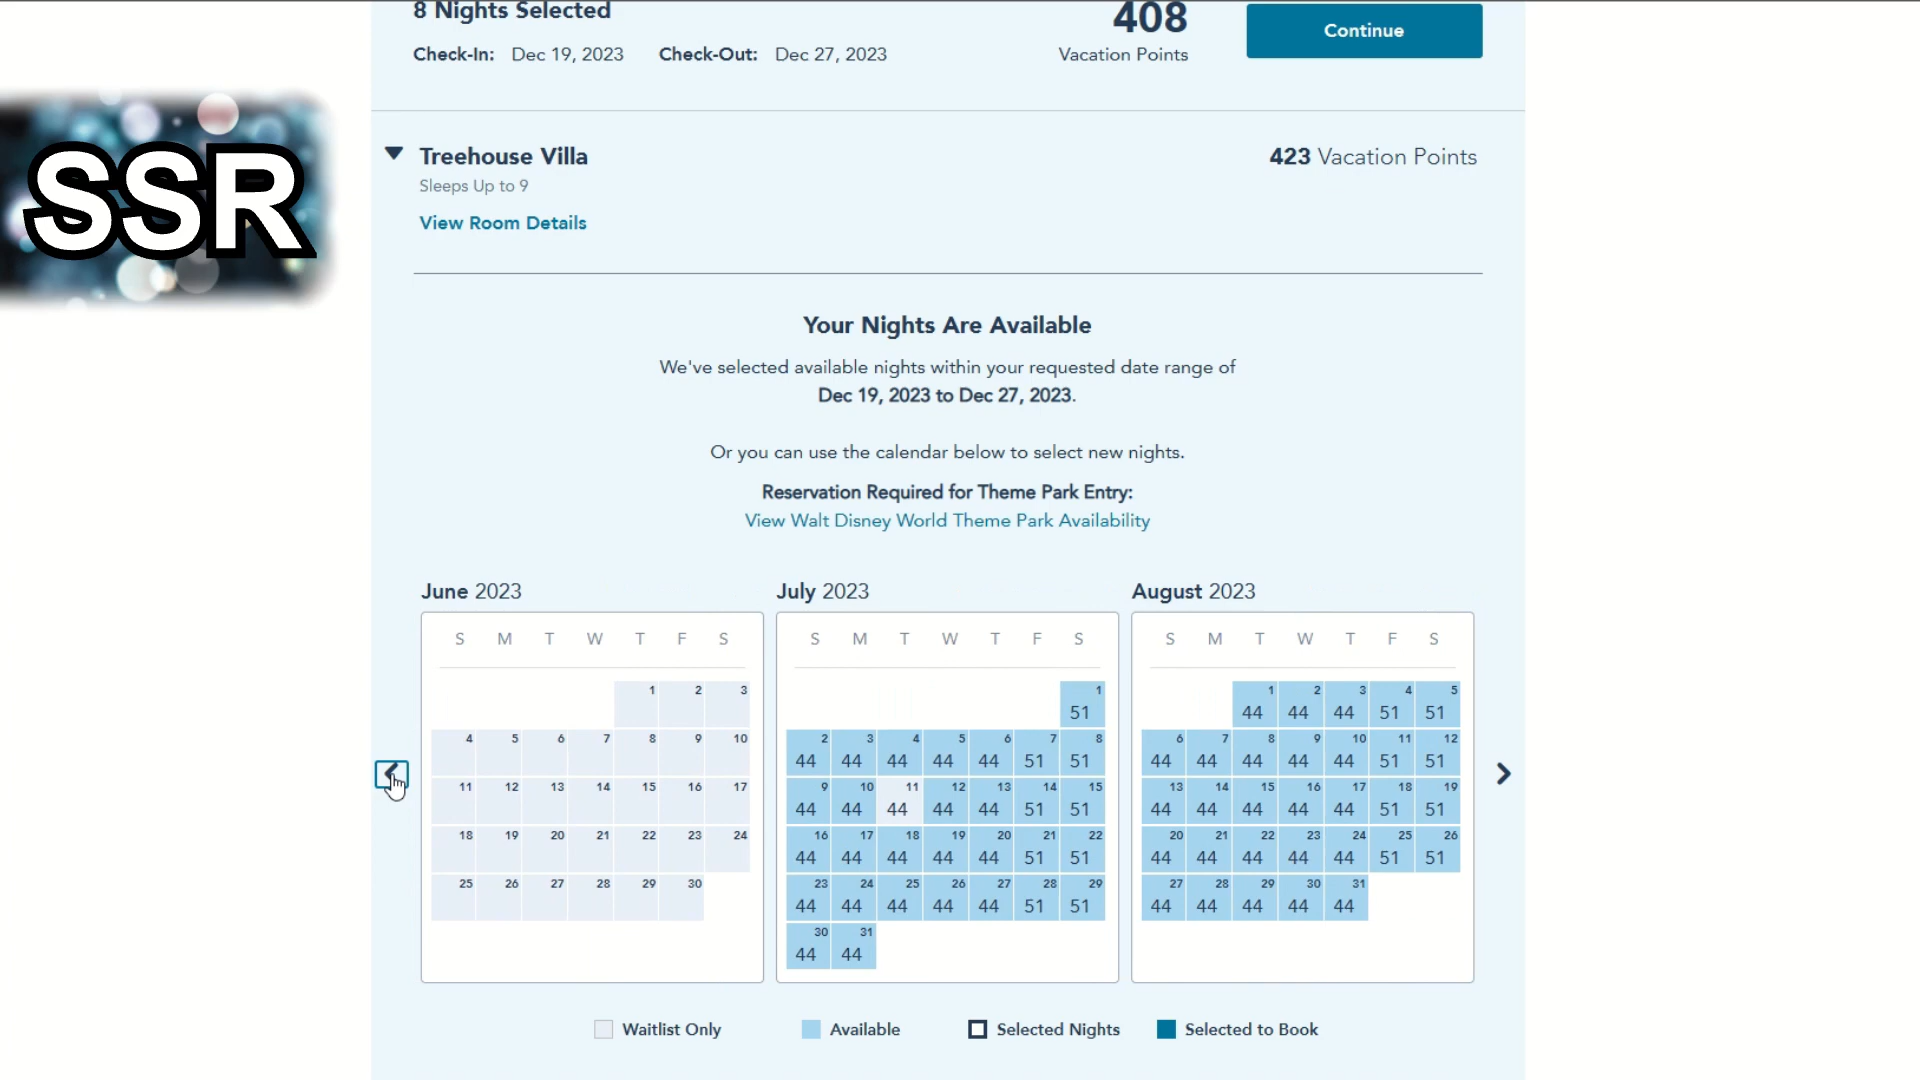 8 Nights Selected
408
Continue
Check-In: Dec 19, 2023 Check-Out: Dec 27, 2023
Vacation Points
SSR
Treehouse Villa
423 Vacation Points
Sleeps Up to 9
View Room Details
Your Nights Are Available
We've selected available nights within your requested date range of
Dec 19, 2023 to Dec 27, 2023.
Or you can use the calendar below to select new nights.
Reservation Required for Theme Park Entry:
View Walt Disney World Theme Park Availability
June 2023
S M T W T F S
1 2 3
4 5 6 7 8 9 10
11 12 13 14 15 16 17
18 19 20 21 22 23 24
25 26 27 28 29 30
July 2023
S M T W T F S
1
51
2 3 4 5 6 7 8
44 44 44 44 44 51 51
9 10 11 12 13 14 15
44 44 44 44 44 51 51
16 17 18 19 20 21 22
44 44 44 44 44 51 51
23 24 25 26 27 28 29
44 44 44 44 44 51 51
30 31
44 44
August 2023
S M T W T F S
1 2 3 4 5
44 44 44 51 51
6 7 8 9 10 11 12
44 44 44 44 44 51 51
13 14 15 16 17 18 19
44 44 44 44 44 51 51
20 21 22 23 24 25 26
44 44 44 44 44 51 51
27 28 29 30 31
44 44 44 44 44
Waitlist Only
Available
Selected Nights
Selected to Book